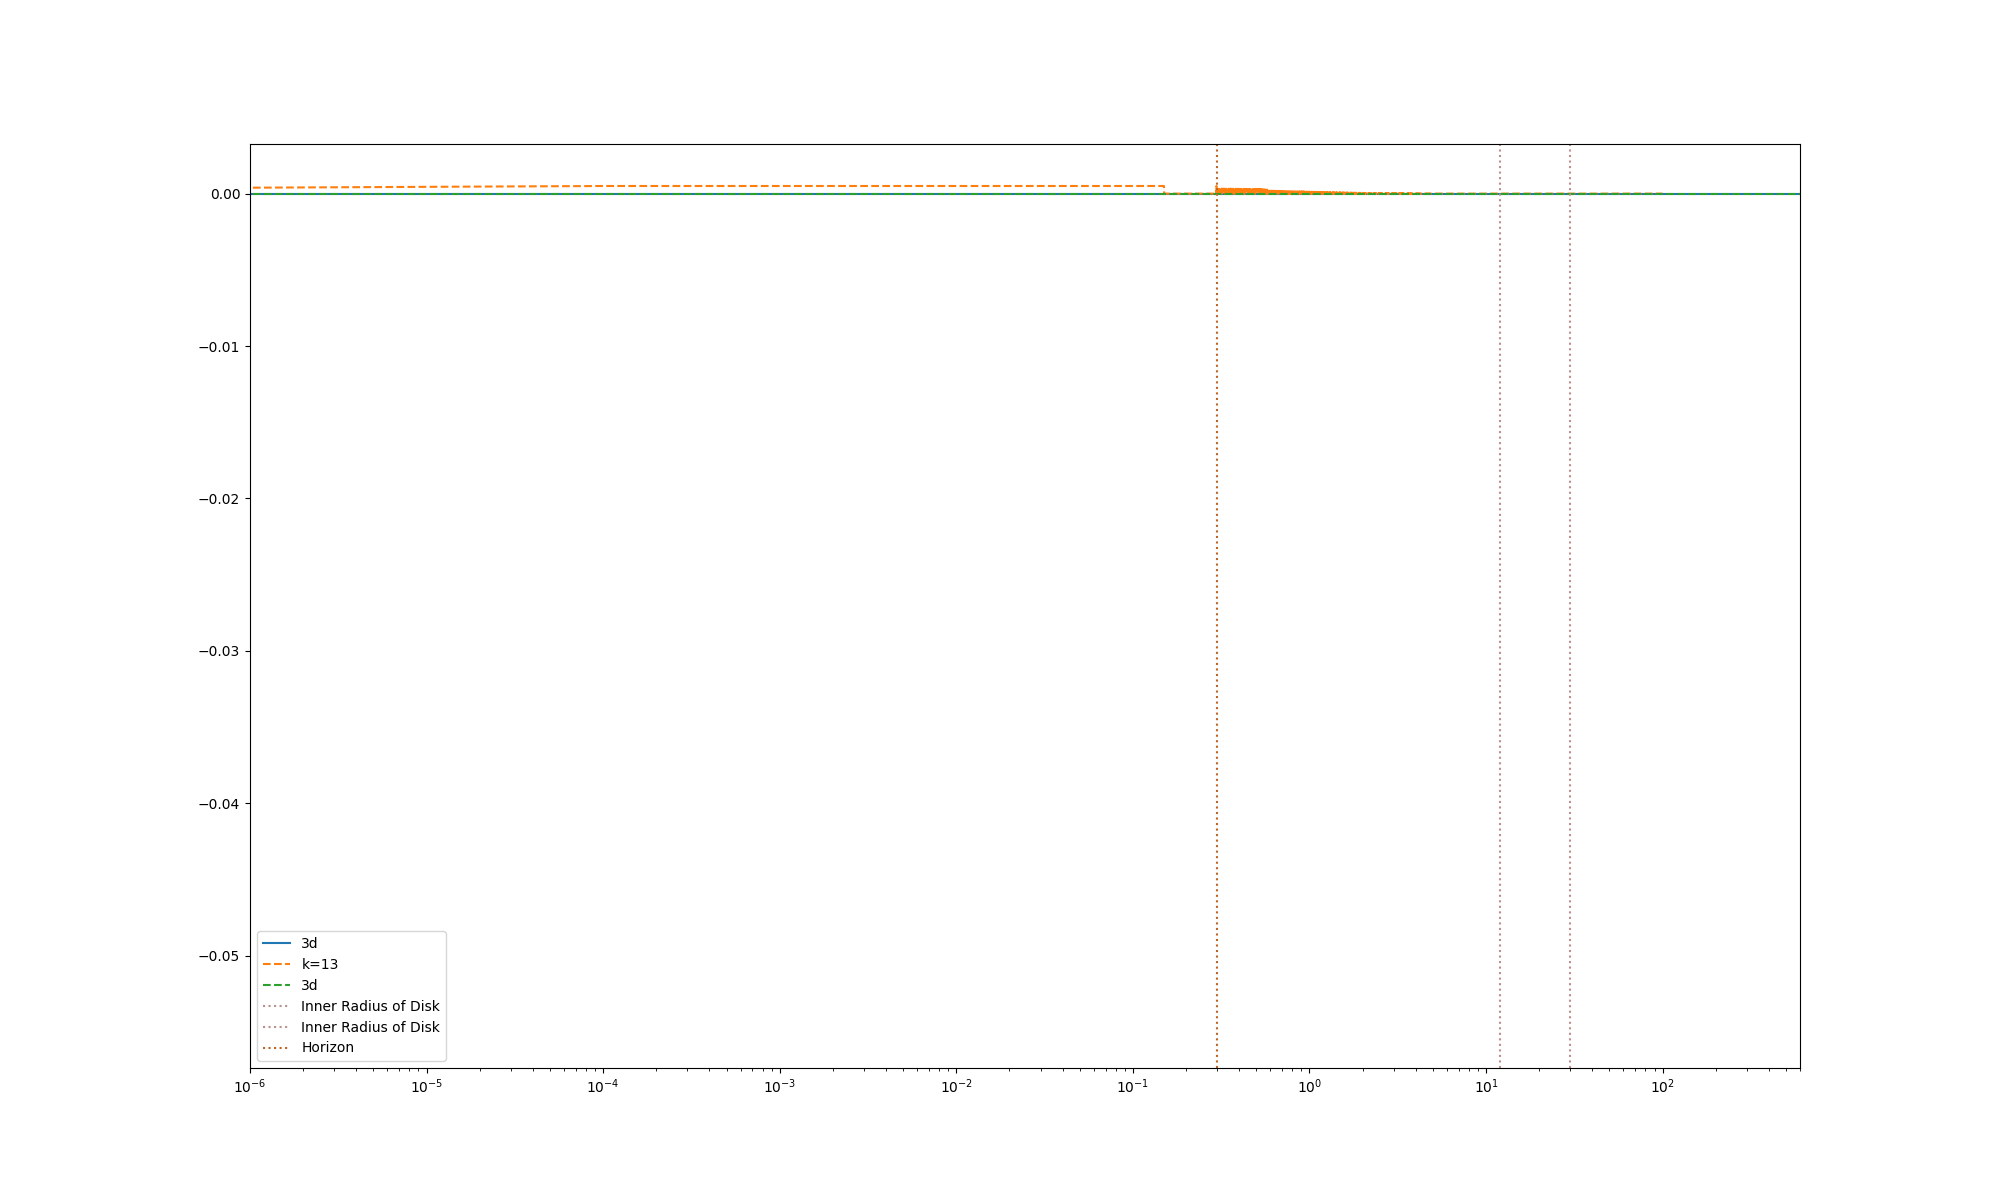 0.00
−0.01
−0.02
−0.03
−0.04
−0.05
3d
k=13
3d
Inner Radius of Disk
Inner Radius of Disk
Horizon
10⁻⁶ 10⁻⁵ 10⁻⁴ 10⁻³ 10⁻² 10⁻¹ 10⁰ 10¹ 10²